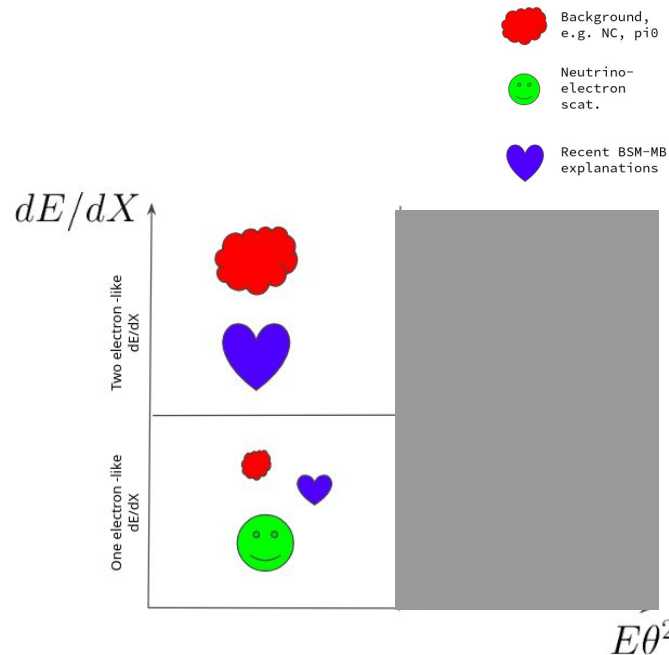 Background,
e.g. NC, pi0
Neutrino-
electron
scat.
Recent BSM-MB
explanations
dE/dX
Two electron -like
dE/dX
One electron -like
dE/dX
Eθ²